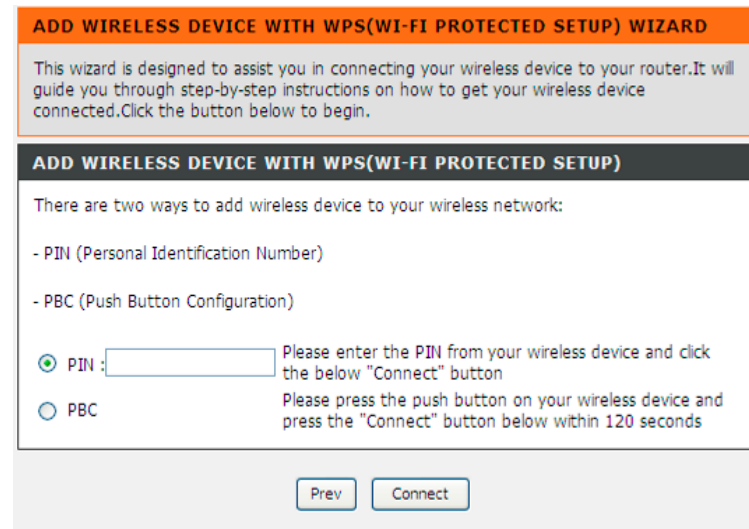 ADD WIRELESS DEVICE WITH WPS(WI-FI PROTECTED SETUP) WIZARD
This wizard is designed to assist you in connecting your wireless device to your router.It will
guide you through step-by-step instructions on how to get your wireless device
connected.Click the button below to begin.
ADD WIRELESS DEVICE WITH WPS(WI-FI PROTECTED SETUP)
There are two ways to add wireless device to your wireless network:
- PIN (Personal Identification Number)
- PBC (Push Button Configuration)
PIN :
Please enter the PIN from your wireless device and click
the below "Connect" button
PBC
Please press the push button on your wireless device and
press the "Connect" button below within 120 seconds
Prev Connect